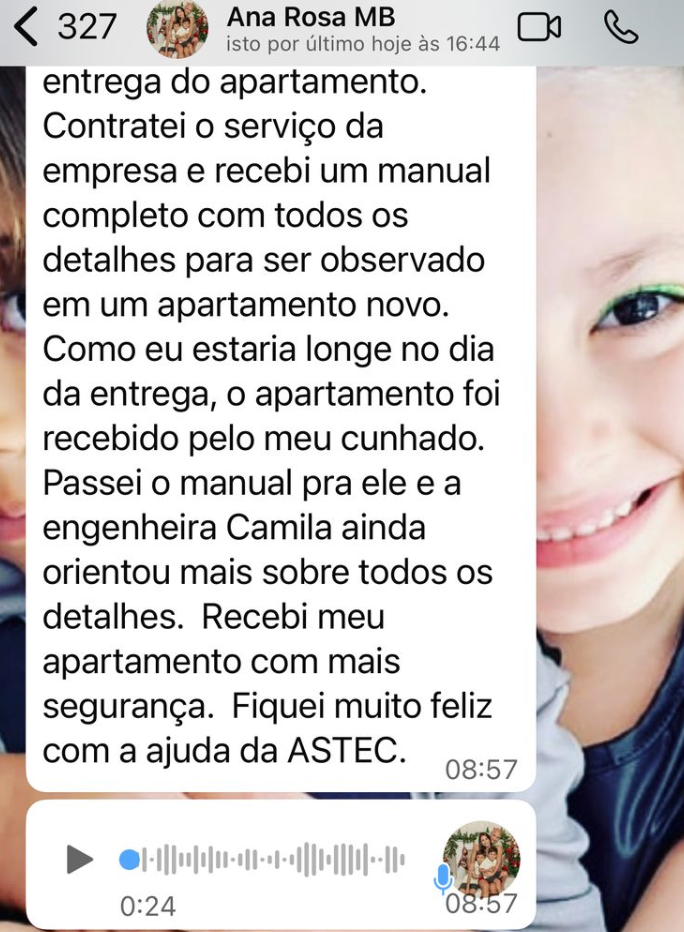 327
Ana Rosa MB
isto por último hoje às 16:44
entrega do apartamento.
Contratei o serviço da
empresa e recebi um manual
completo com todos os
detalhes para ser observado
em um apartamento novo.
Como eu estaria longe no dia
da entrega, o apartamento foi
recebido pelo meu cunhado.
Passei o manual pra ele e a
engenheira Camila ainda
orientou mais sobre todos os
detalhes.  Recebi meu
apartamento com mais
segurança.  Fiquei muito feliz
com a ajuda da ASTEC.
08:57
0:24
08:57